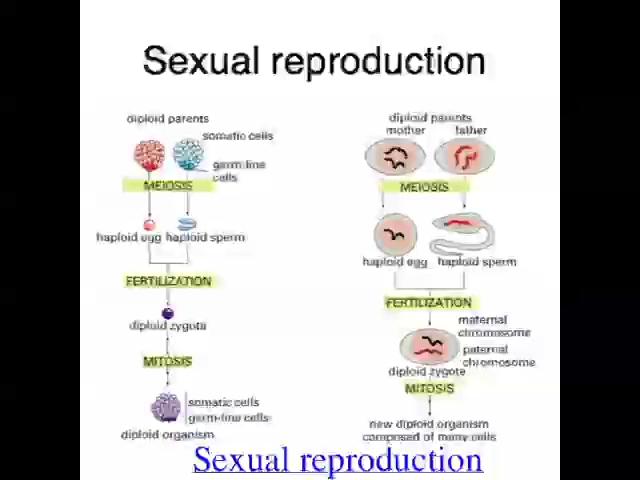 Sexual reproduction
diploid parents
somatic cells
germ-line
cells
MEIOSIS
haploid egg haploid sperm
FERTILIZATION
diploid zygote
MITOSIS
somatic cells
germ-line cells
diploid organism
diploid parents
mother father
MEIOSIS
haploid egg haploid sperm
FERTILIZATION
maternal
chromosome
paternal
chromosome
diploid zygote
MITOSIS
new diploid organism
composed of many cells
Sexual reproduction